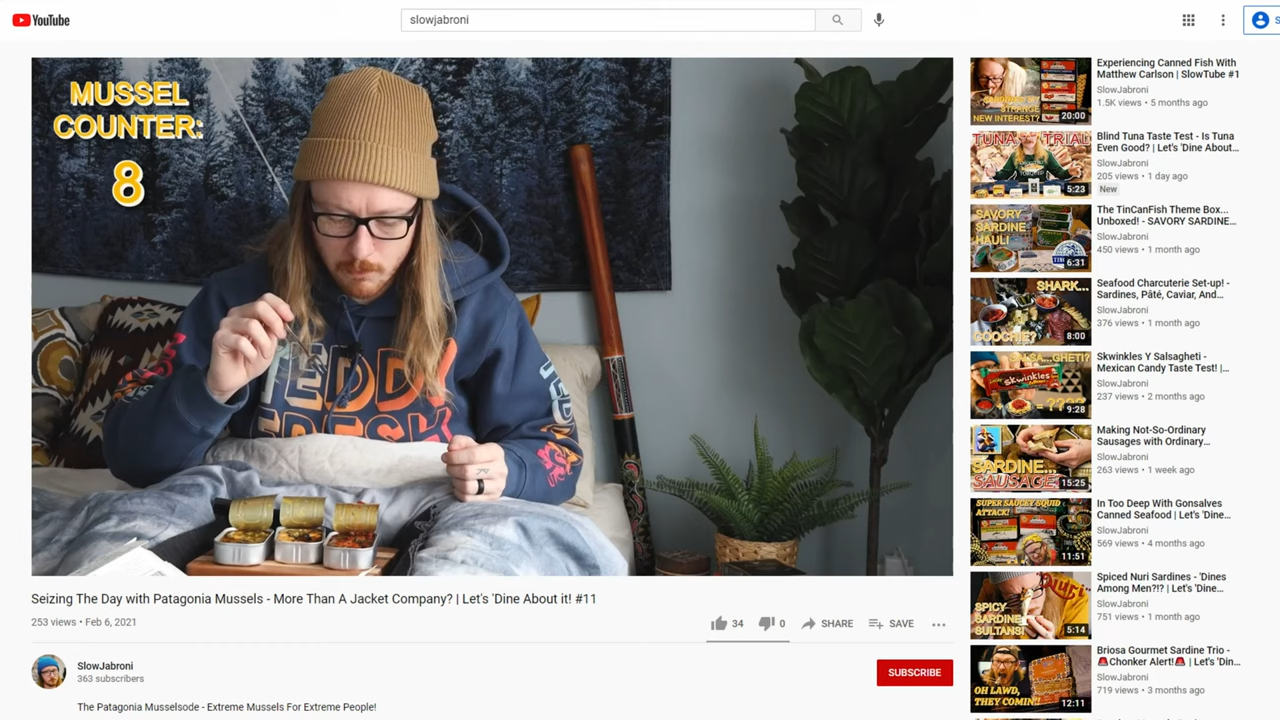 YouTube
slowjabroni
S
MUSSEL
COUNTER:
8
TEDDY
FRESH
Seizing The Day with Patagonia Mussels - More Than A Jacket Company? | Let's 'Dine About it! #11
253 views • Feb 6, 2021
34
0
SHARE
SAVE
SlowJabroni
363 subscribers
SUBSCRIBE
The Patagonia Musselsode - Extreme Mussels For Extreme People!
NEW INTEREST?
20:00
Experiencing Canned Fish With
Matthew Carlson | SlowTube #1
SlowJabroni
1.5K views • 5 months ago
TUNA TRIAL
5:23
Blind Tuna Taste Test - Is Tuna
Even Good? | Let's 'Dine About...
SlowJabroni
205 views • 1 day ago
New
SAVORY
SARDINE
HAUL!
6:31
The TinCanFish Theme Box...
Unboxed! - SAVORY SARDINE...
SlowJabroni
450 views • 1 month ago
SHARK...
COOCHIE?
8:00
Seafood Charcuterie Set-up! -
Sardines, Pâté, Caviar, And...
SlowJabroni
376 views • 1 month ago
SALSA...GHETI?
skwinkles
= ????
9:28
Skwinkles Y Salsagheti -
Mexican Candy Taste Test! |...
SlowJabroni
237 views • 2 months ago
SARDINE...
SAUSAGE
15:25
Making Not-So-Ordinary
Sausages with Ordinary...
SlowJabroni
263 views • 1 week ago
SUPER SAUCEY SQUID
ATTACK!
11:51
In Too Deep With Gonsalves
Canned Seafood | Let's 'Dine...
SlowJabroni
569 views • 4 months ago
SPICY
SARDINE
SULTANS!
5:14
Spiced Nuri Sardines - 'Dines
Among Men?!? | Let's 'Dine...
SlowJabroni
751 views • 1 month ago
OH LAWD,
THEY COMIN!!
12:11
Briosa Gourmet Sardine Trio -
🚨Chonker Alert!🚨 | Let's 'Din...
SlowJabroni
719 views • 3 months ago